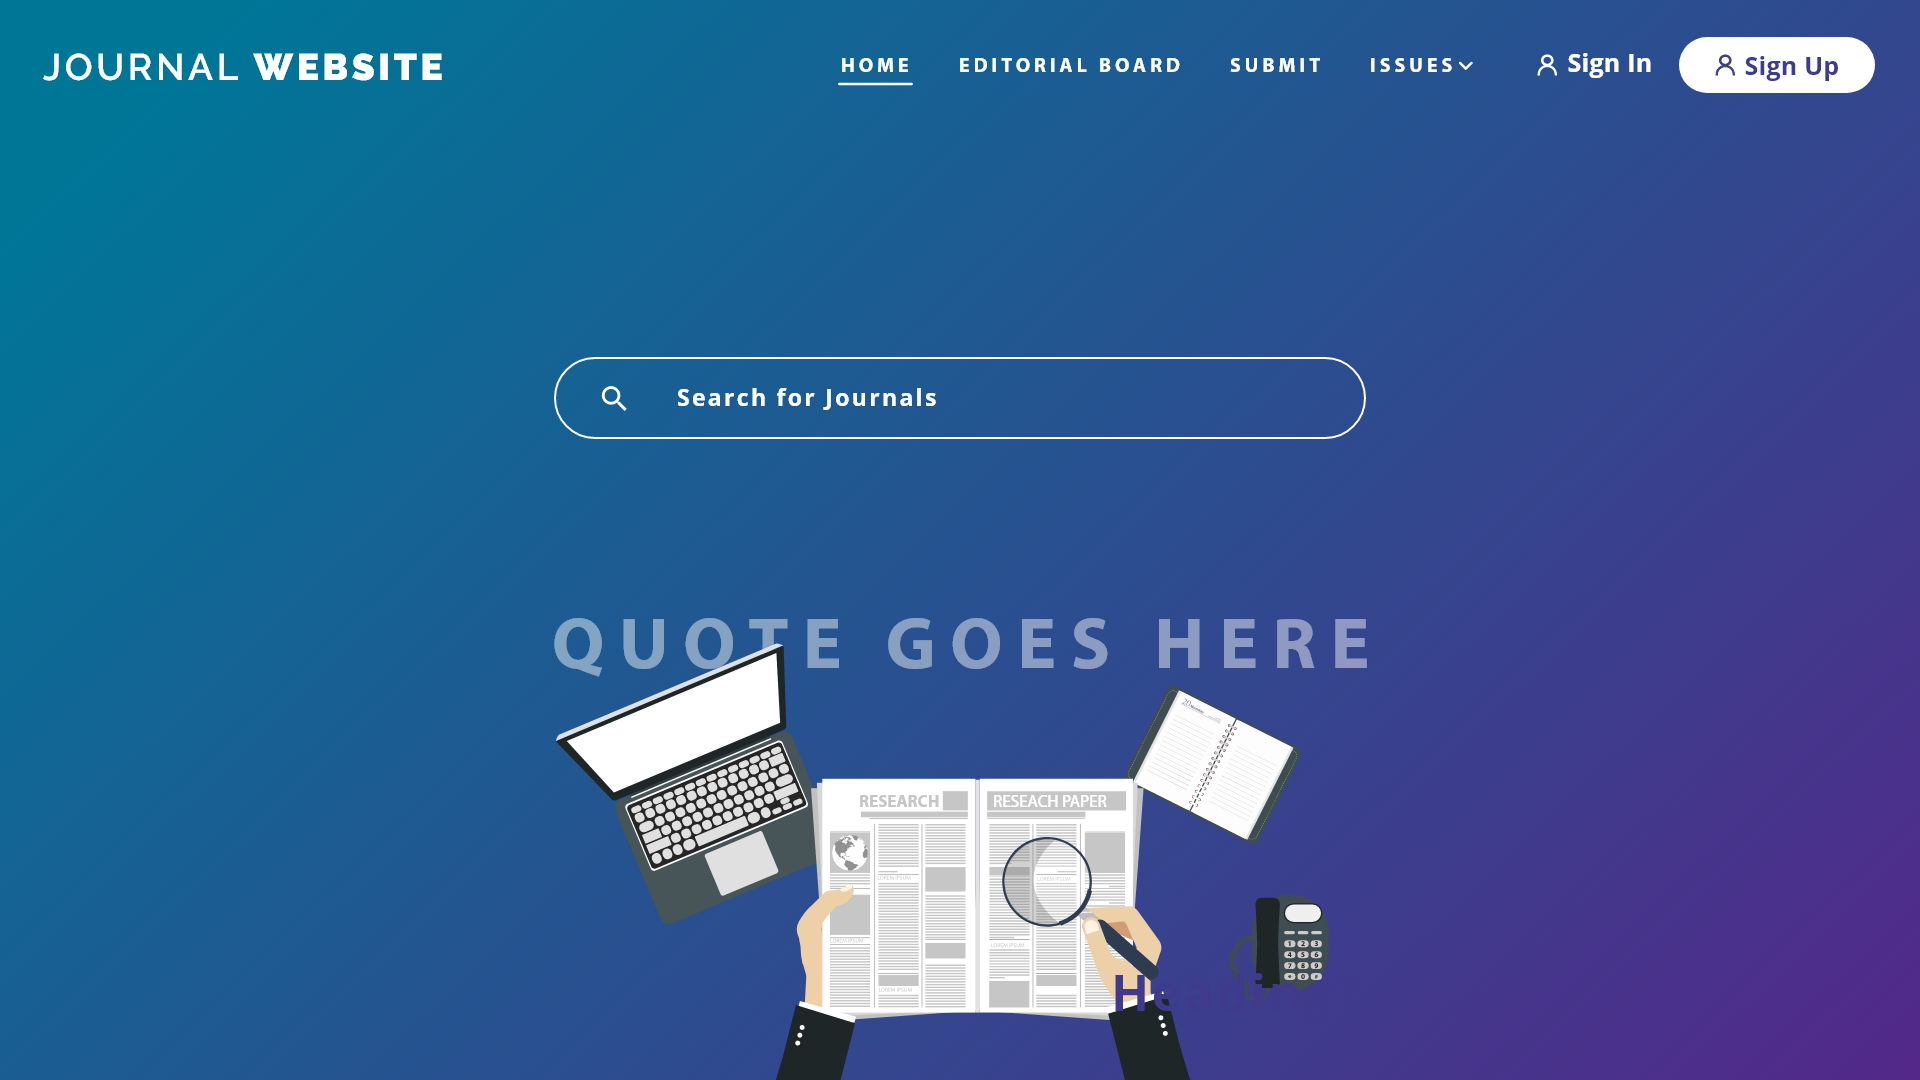 JOURNAL WEBSITE
HOME EDITORIAL BOARD SUBMIT ISSUES Sign In Sign Up
Search for Journals
QUOTE GOES HERE
20
RESEARCH RESEACH PAPER
LOREM IPSUM LOREM IPSUM
LOREM IPSUM LOREM IPSUM
LOREM IPSUM
1 2 3
4 5 6
7 8 9
* 0 #